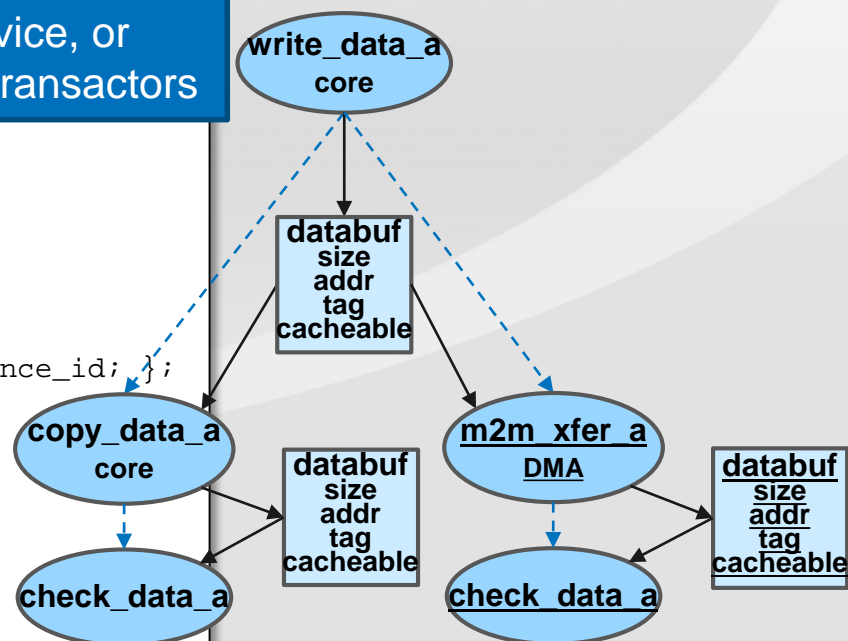 vice, or
ransactors
write_data_a
core
databuf
size
addr
tag
cacheable
nce_id; };
copy_data_a
core
m2m_xfer_a
DMA
databuf
size
addr
tag
cacheable
databuf
size
addr
tag
cacheable
check_data_a
check_data_a